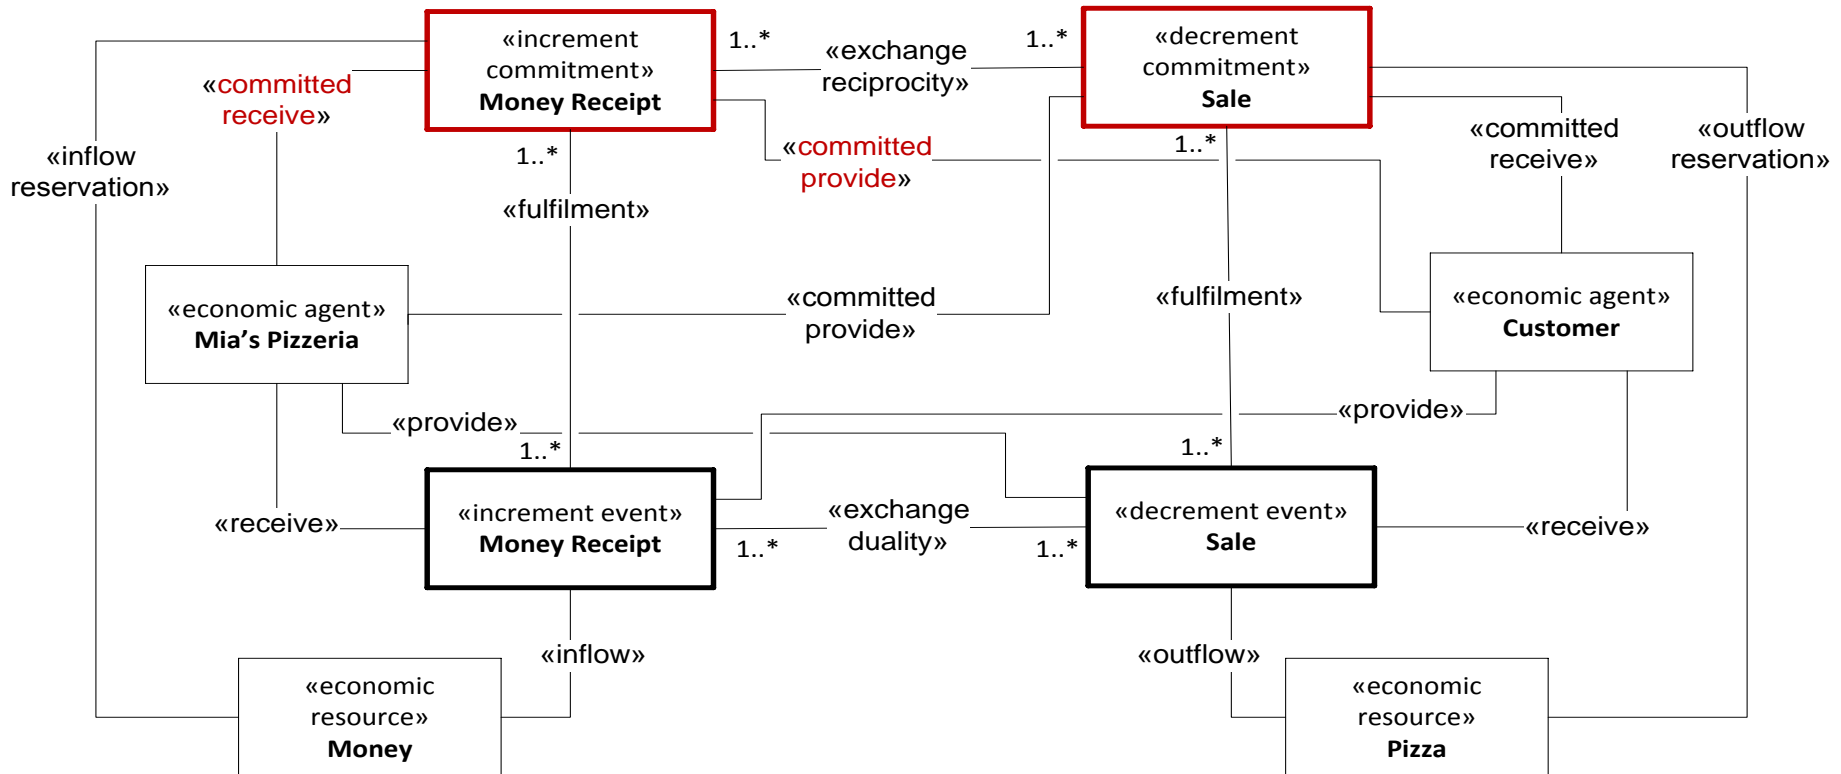 «increment
commitment»
Money Receipt
1..*
«exchange
reciprocity»
1..*
«decrement
commitment»
Sale
«committed
receive»
«inflow
reservation»
1..*
«committed
provide»
1..*
«committed
receive»
«outflow
reservation»
«fulfilment»
«economic agent»
Mia's Pizzeria
«committed
provide»
«fulfilment»
«economic agent»
Customer
«provide»
«provide»
1..*
1..*
«receive»
«increment event»
Money Receipt
1..*
«exchange
duality»
1..*
«decrement event»
Sale
«receive»
«inflow»
«outflow»
«economic
resource»
Money
«economic
resource»
Pizza